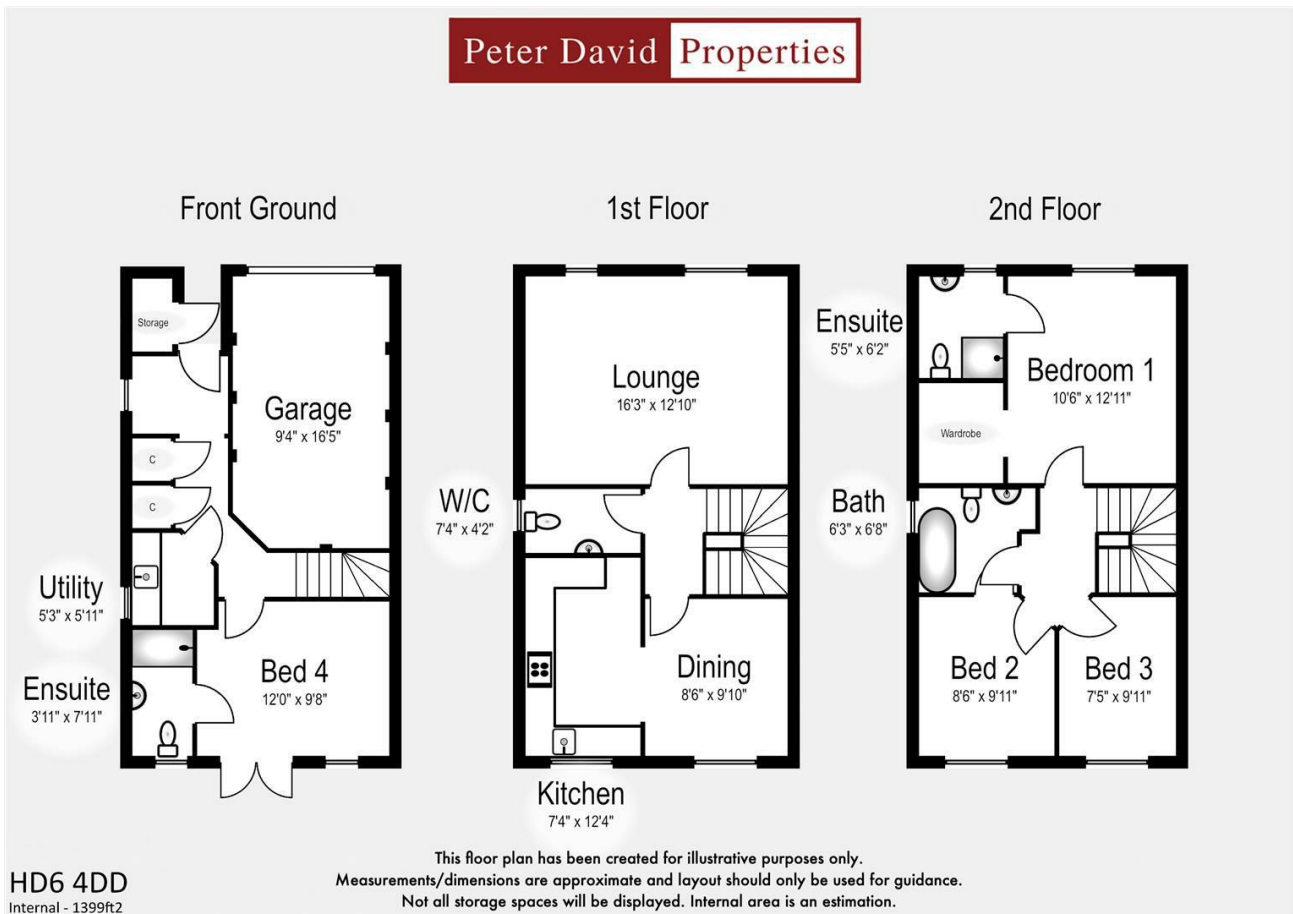 Peter David Properties
Front Ground
1st Floor
2nd Floor
Storage
Garage
9'4" x 16'5"
C
C
Utility
5'3" x 5'11"
Ensuite
3'11" x 7'11"
Bed 4
12'0" x 9'8"
Lounge
16'3" x 12'10"
W/C
7'4" x 4'2"
Dining
8'6" x 9'10"
Kitchen
7'4" x 12'4"
Ensuite
5'5" x 6'2"
Bedroom 1
10'6" x 12'11"
Wardrobe
Bath
6'3" x 6'8"
Bed 2
8'6" x 9'11"
Bed 3
7'5" x 9'11"
This floor plan has been created for illustrative purposes only.
Measurements/dimensions are approximate and layout should only be used for guidance.
Not all storage spaces will be displayed. Internal area is an estimation.
HD6 4DD
Internal - 1399ft2